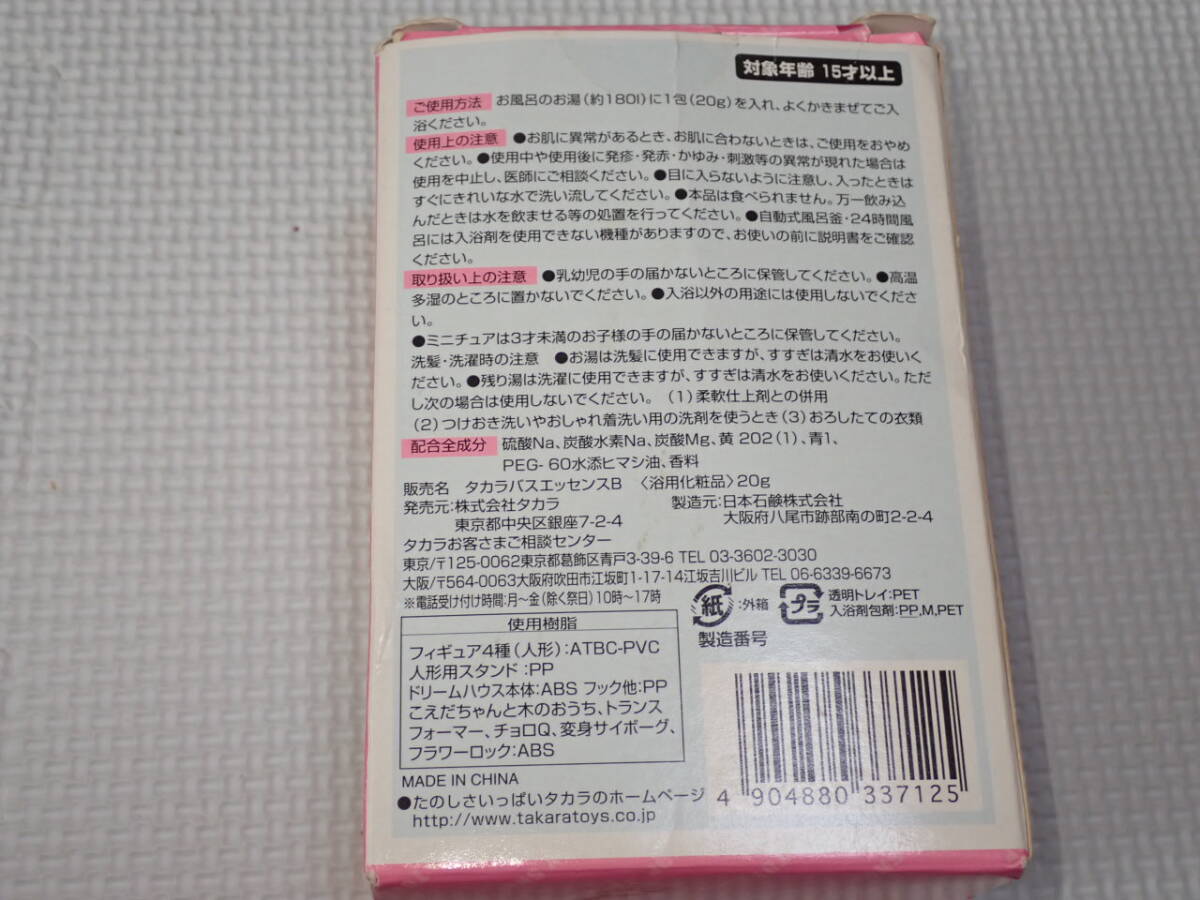 対象年齢 15才以上
ご使用方法 お風呂のお湯(約180l)に1包(20g)を入れ、よくかきまぜてご入
浴ください。
使用上の注意 ●お肌に異常があるとき、お肌に合わないときは、ご使用をおやめ
ください。●使用中や使用後に発疹・発赤・かゆみ・刺激等の異常が現れた場合は
使用を中止し、医師にご相談ください。●目に入らないように注意し、入ったときは
すぐにきれいな水で洗い流してください。●本品は食べられません。万一飲み込
んだときは水を飲ませる等の処置を行ってください。●自動式風呂釜・24時間風
呂には入浴剤を使用できない機種がありますので、お使いの前に説明書をご確認
ください。
取り扱い上の注意 ●乳幼児の手の届かないところに保管してください。●高温
多湿のところに置かないでください。●入浴以外の用途には使用しないでくださ
い。
●ミニチュアは3才未満のお子様の手の届かないところに保管してください。
洗髪・洗濯時の注意 ●お湯は洗髪に使用できますが、すすぎは清水をお使いく
ださい。●残り湯は洗濯に使用できますが、すすぎは清水をお使いください。ただ
し次の場合は使用しないでください。(1)柔軟仕上剤との併用
(2)つけおき洗いやおしゃれ着洗い用の洗剤を使うとき(3)おろしたての衣類
配合全成分 硫酸Na、炭酸水素Na、炭酸Mg、黄202(1)、青1、
PEG-60水添ヒマシ油、香料
販売名 タカラバスエッセンスB 〈浴用化粧品〉20g
発売元:株式会社タカラ 製造元:日本石鹸株式会社
東京都中央区銀座7-2-4 大阪府八尾市跡部南の町2-2-4
タカラお客さまご相談センター
東京/〒125-0062東京都葛飾区青戸3-39-6 TEL 03-3602-3030
大阪/〒564-0063大阪府吹田市江坂町1-17-14江坂吉川ビル TEL 06-6339-6673
※電話受け付け時間:月~金(除く祭日)10時~17時
紙 :外箱 プラ 透明トレイ:PET
入浴剤包剤:PP,M,PET
製造番号
使用樹脂
フィギュア4種(人形):ATBC-PVC
人形用スタンド:PP
ドリームハウス本体:ABS フック他:PP
こえだちゃんと木のおうち、トランス
フォーマー、チョロQ、変身サイボーグ、
フラワーロック:ABS
MADE IN CHINA
●たのしさいっぱいタカラのホームページ
http://www.takaratoys.co.jp
4 904880 337125